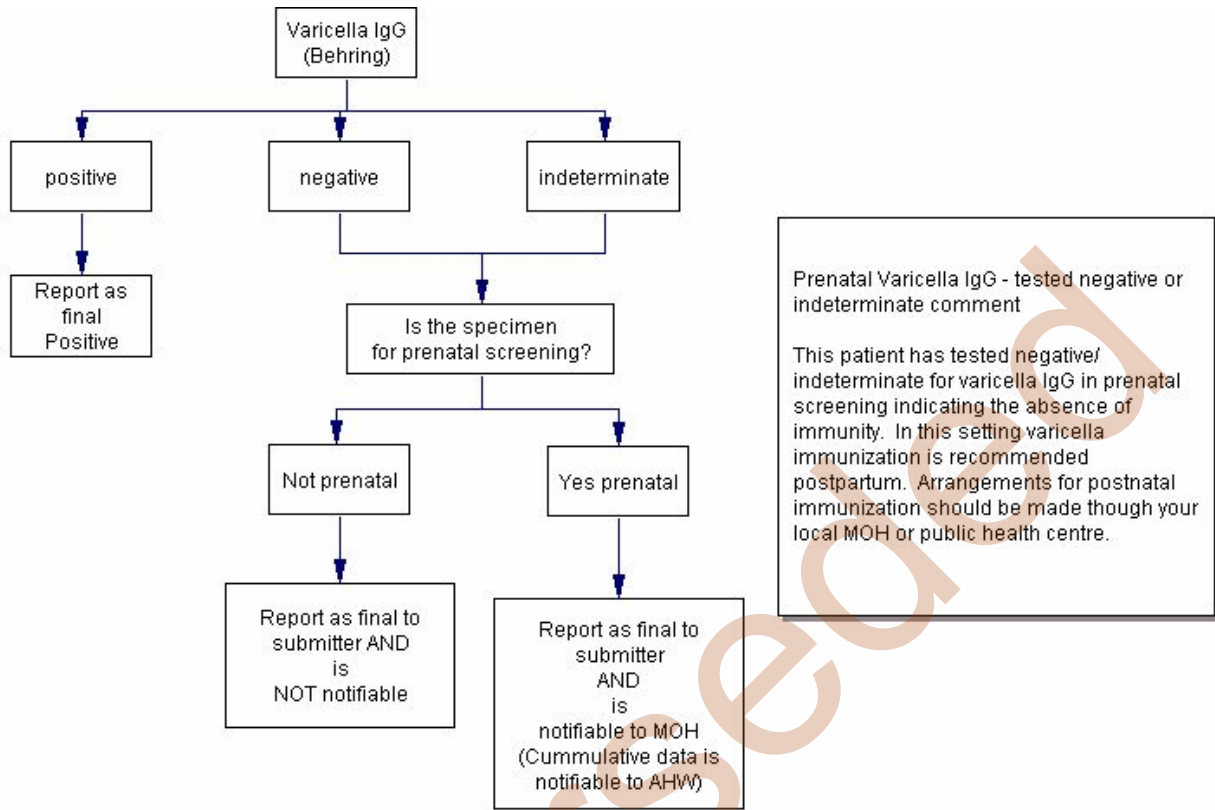 Varicella IgG
(Behring)
positive
negative
indeterminate
Report as
final
Positive
Is the specimen
for prenatal screening?
Not prenatal
Yes prenatal
Report as final to
submitter AND
is
NOT notifiable
Report as final to
submitter
AND
is
notifiable to MOH
(Cummulative data is
notifiable to AHW)
Prenatal Varicella IgG - tested negative or
indeterminate comment
This patient has tested negative/
indeterminate for varicella IgG in prenatal
screening indicating the absence of
immunity. In this setting varicella
immunization is recommended
postpartum. Arrangements for postnatal
immunization should be made though your
local MOH or public health centre.
seded